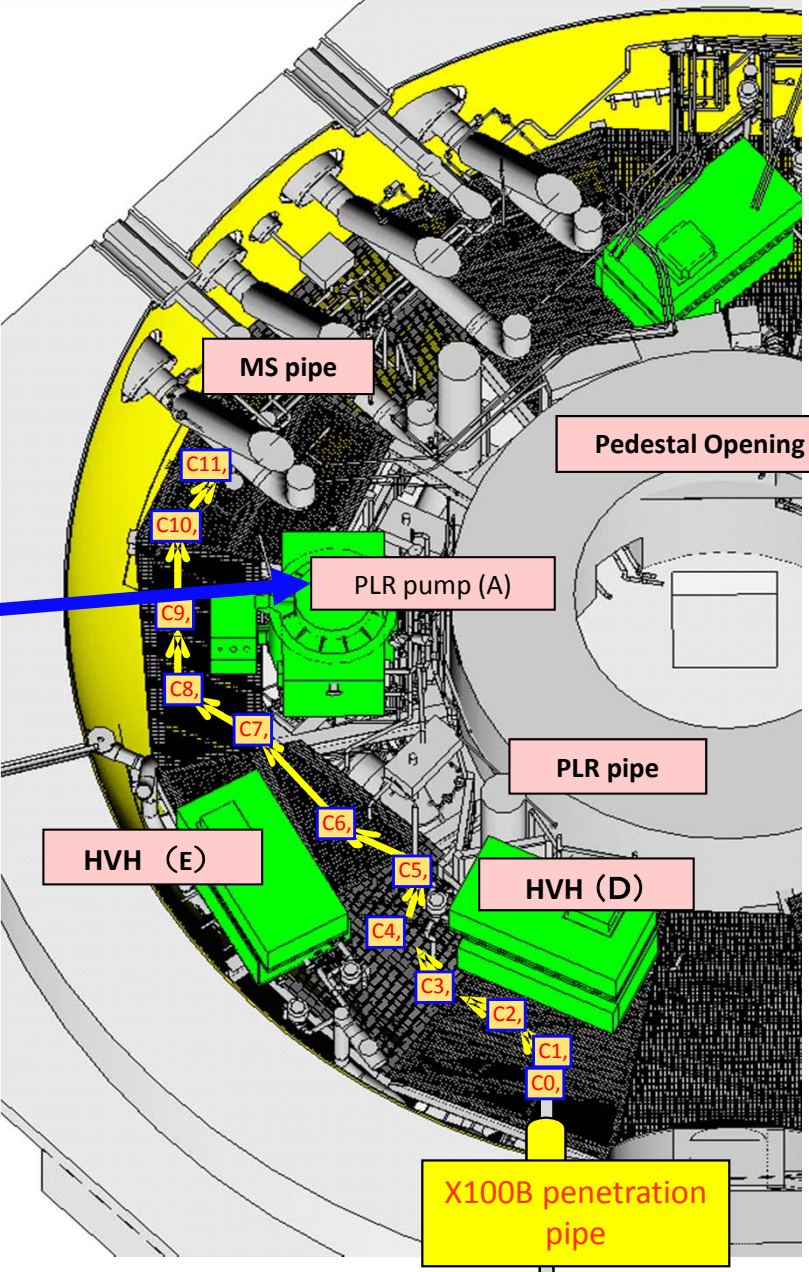 MS pipe
Pedestal Opening
C11,
C10,
PLR pump (A)
C9,
C8,
C7,
PLR pipe
C6,
HVH （E）
C5,
HVH（D）
C4,
C3,
C2,
C1,
C0,
X100B penetration
pipe